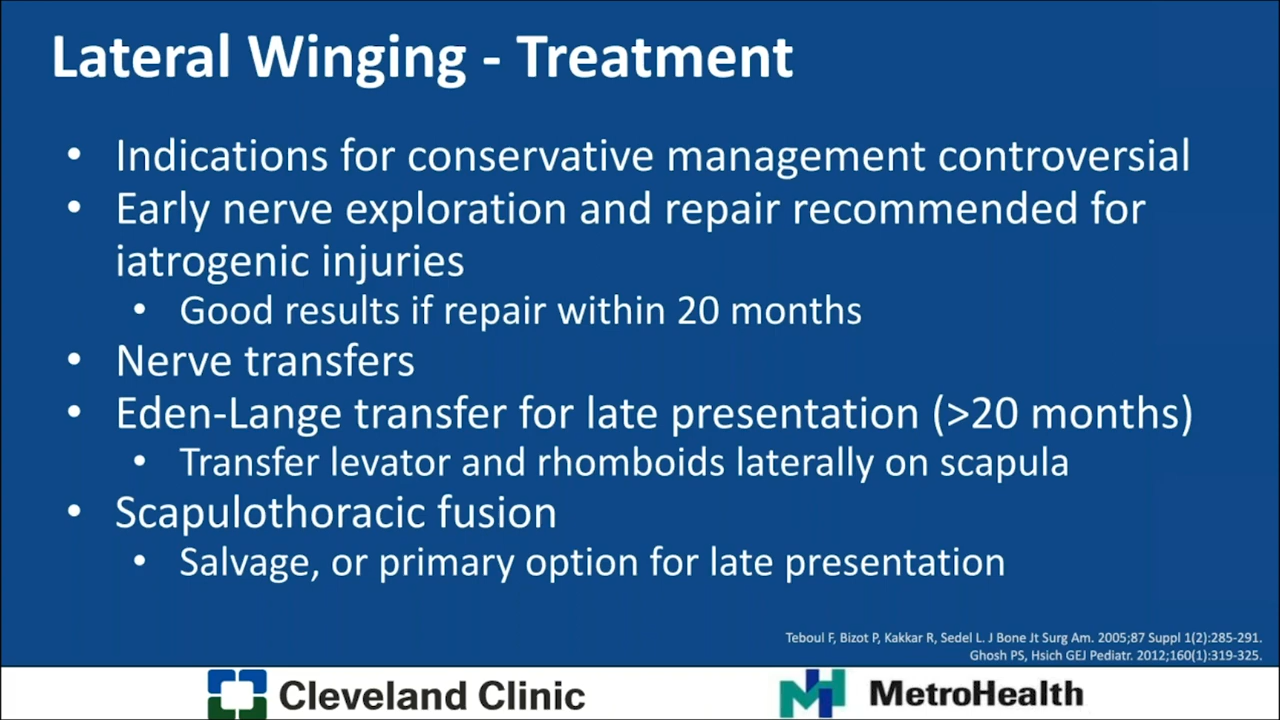 Lateral Winging - Treatment
• Indications for conservative management controversial
• Early nerve exploration and repair recommended for
iatrogenic injuries
• Good results if repair within 20 months
• Nerve transfers
• Eden-Lange transfer for late presentation (>20 months)
• Transfer levator and rhomboids laterally on scapula
• Scapulothoracic fusion
• Salvage, or primary option for late presentation
Teboul F, Bizot P, Kakkar R, Sedel L. J Bone Jt Surg Am. 2005;87 Suppl 1(2):285-291.
Ghosh PS, Hsich GEJ Pediatr. 2012;160(1):319-325.
Cleveland Clinic
MetroHealth